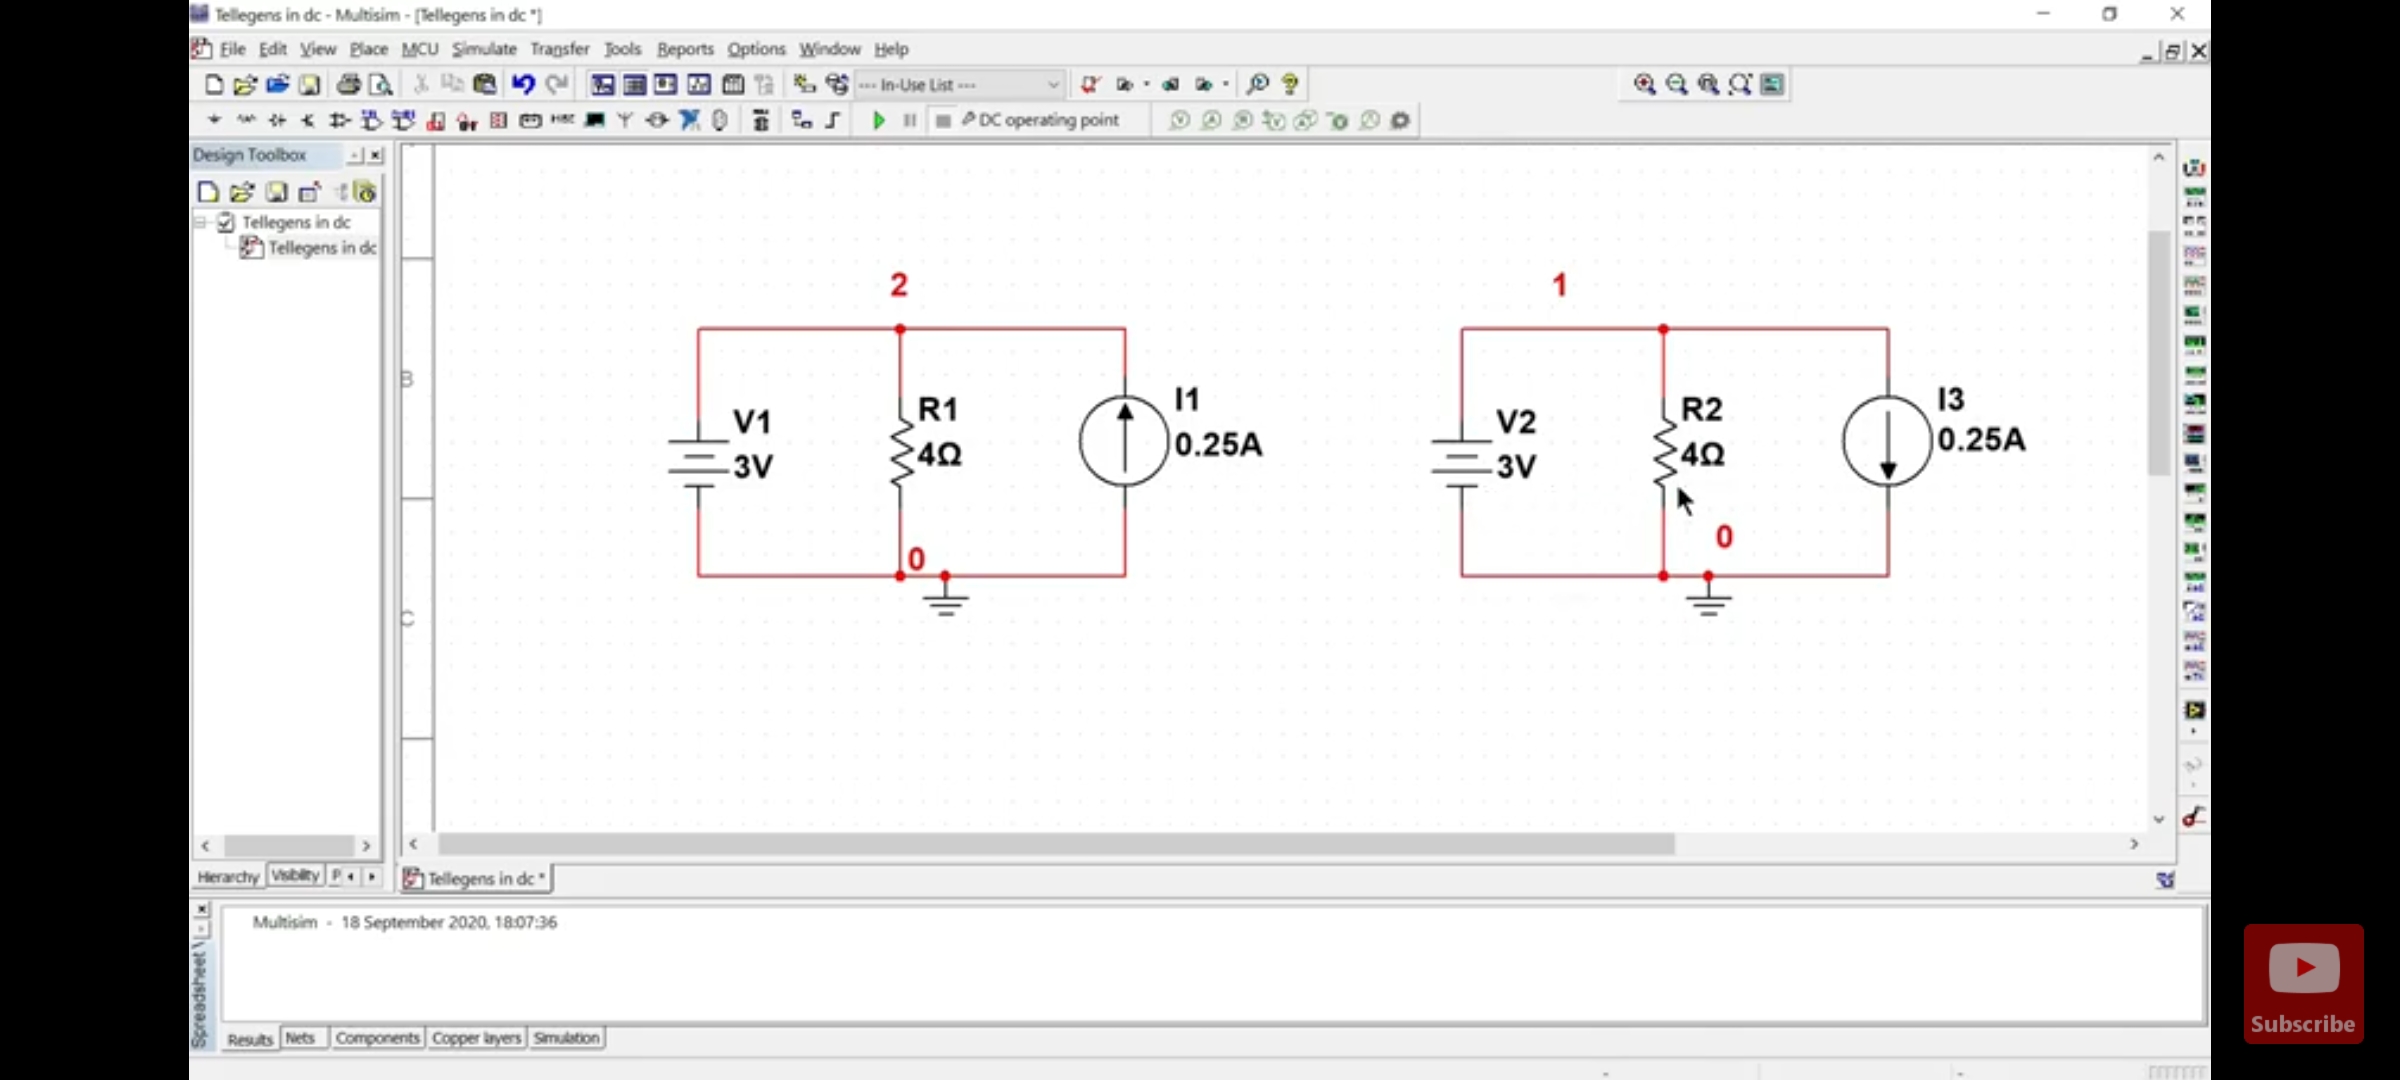 Tellegens in dc - Multisim - [Tellegens in dc *]
File Edit View Place MCU Simulate Transfer Tools Reports Options Window Help
--- In-Use List ---
DC operating point
Design Toolbox
Tellegens in dc
Tellegens in dc
B
C
2
V1
3V
R1
4Ω
I1
0.25A
0
1
V2
3V
R2
4Ω
I3
0.25A
0
Hierarchy Visibility P
Tellegens in dc *
Spreadsheet \
Multisim - 18 September 2020, 18:07:36
Results Nets Components Copper layers Simulation
Subscribe